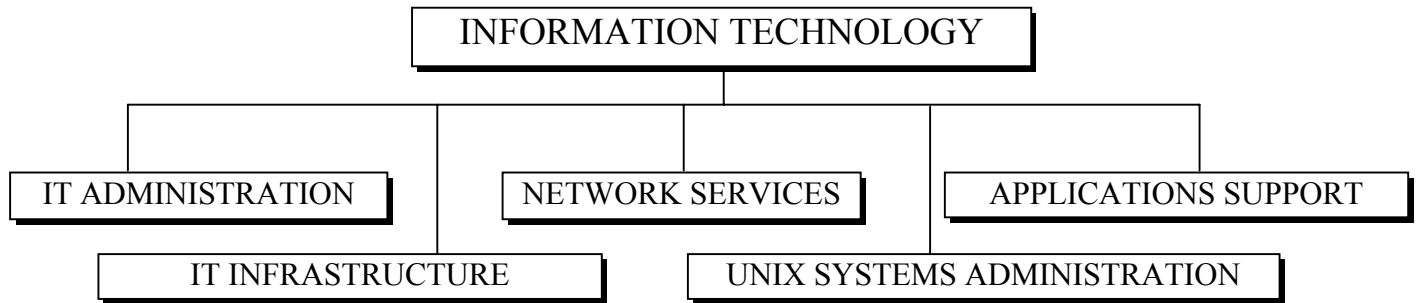 INFORMATION TECHNOLOGY
IT ADMINISTRATION
NETWORK SERVICES
APPLICATIONS SUPPORT
IT INFRASTRUCTURE
UNIX SYSTEMS ADMINISTRATION